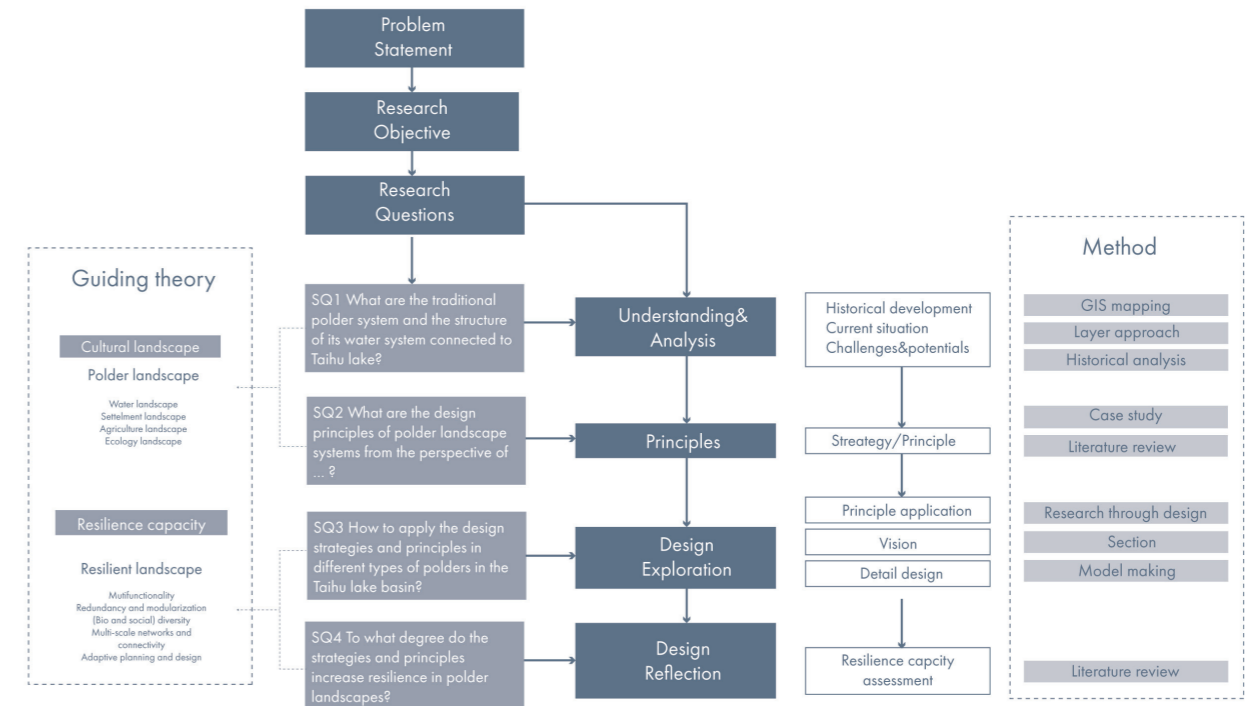 Problem
Statement
Research
Objective
Research
Questions
Guiding theory
Cultural landscape
Polder landscape
Water landscape
Settelment landscape
Agriculture landscape
Ecology landscape
Resilience capacity
Resilient landscape
Mutifunctionality
Redundancy and modularization
(Bio and social) diversity
Multi-scale networks and
connectivity
Adaptive planning and design
SQ1 What are the traditional
polder system and the structure
of its water system connected to
Taihu lake?
SQ2 What are the design
principles of polder landscape
systems from the perspective of
... ?
SQ3 How to apply the design
strategies and principles in
different types of polders in the
Taihu lake basin?
SQ4 To what degree do the
strategies and principles
increase resilience in polder
landscapes?
Understanding&
Analysis
Principles
Design
Exploration
Design
Reflection
Historical development
Current situation
Challenges&potentials
Streategy/Principle
Principle application
Vision
Detail design
Resilience capcity
assessment
Method
GIS mapping
Layer approach
Historical analysis
Case study
Literature review
Research through design
Section
Model making
Literature review